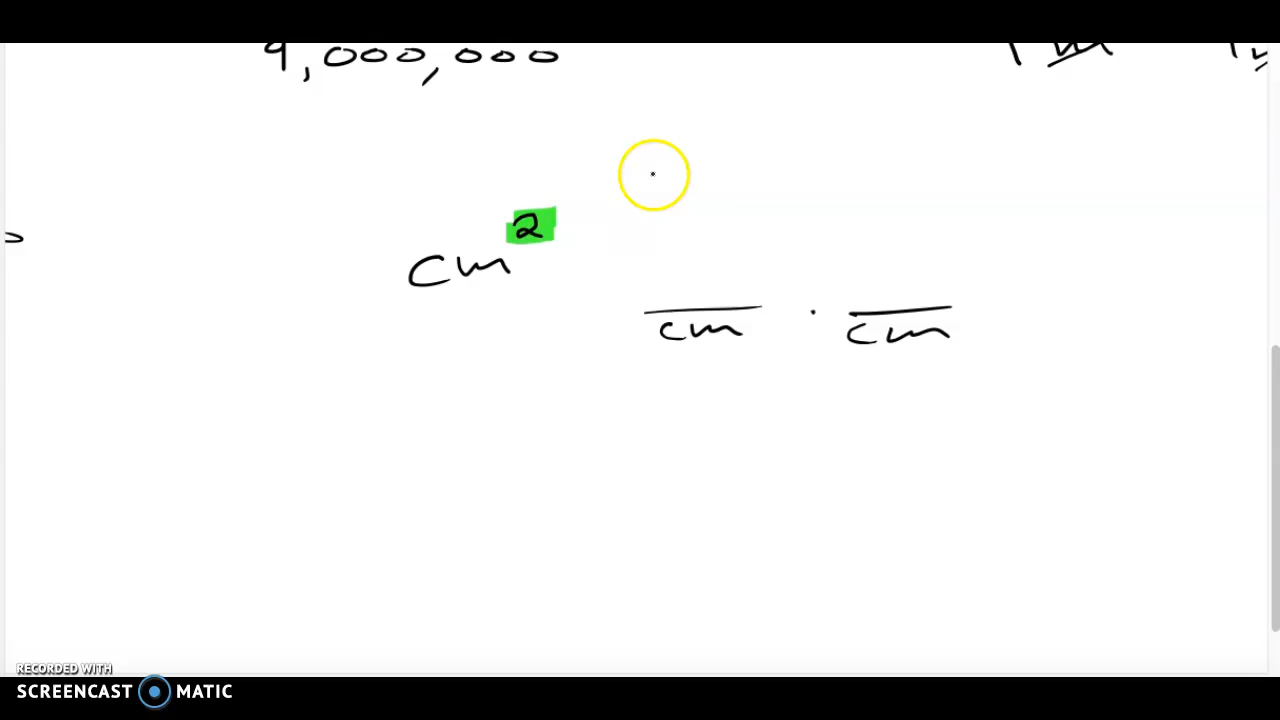 9,000,000
cm²
cm · cm
RECORDED WITH
SCREENCAST MATIC